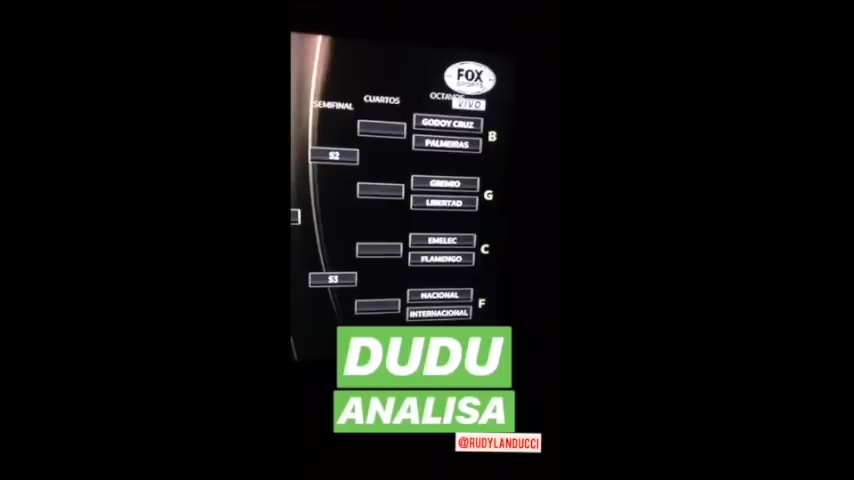 FOX
SPORTS
SEMIFINAL
CUARTOS
OCTAVOS
VIVO
GODOY CRUZ
B
PALMEIRAS
S2
GREMIO
G
LIBERTAD
EMELEC
C
FLAMENGO
S3
NACIONAL
F
INTERNACIONAL
DUDU
ANALISA
@RUDYLANDUCCI